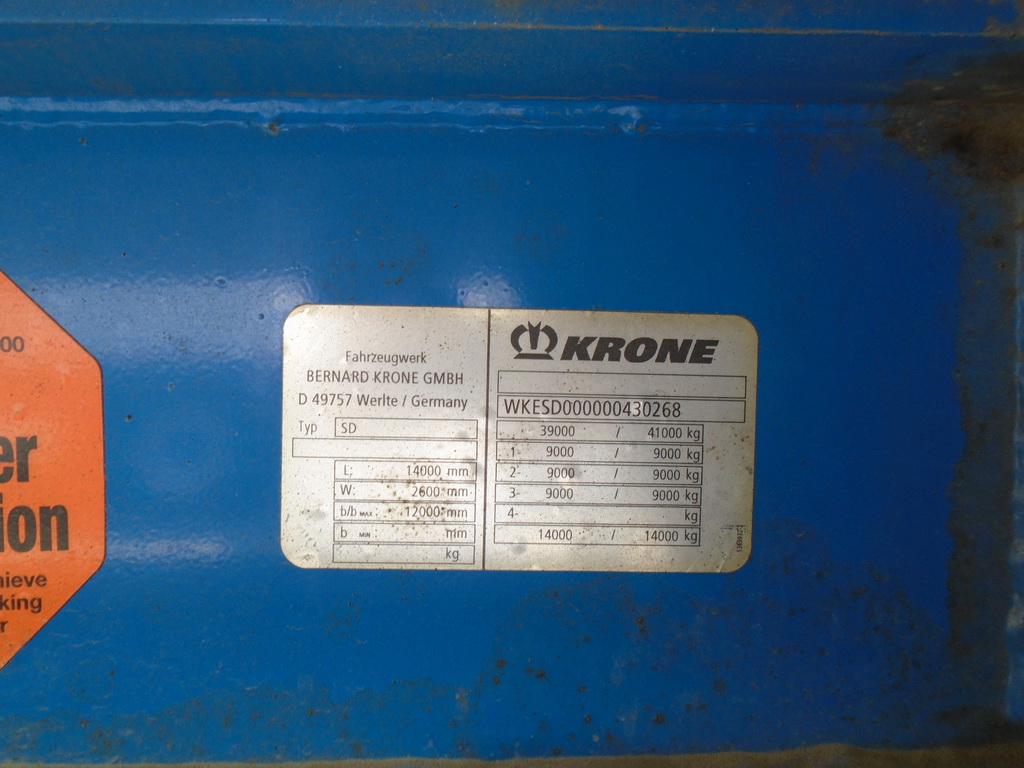 00
er
ion
nieve
king
r
Fahrzeugwerk
BERNARD KRONE GMBH
D 49757 Werlte / Germany
Typ SD
L: 14000 mm
W: 2600 mm
b/b MAX : 12000 mm
b MIN. mm
kg
KRONE
WKESD000000430268
39000 / 41000 kg
1- 9000 / 9000 kg
2- 9000 / 9000 kg
3- 9000 / 9000 kg
4- kg
14000 / 14000 kg